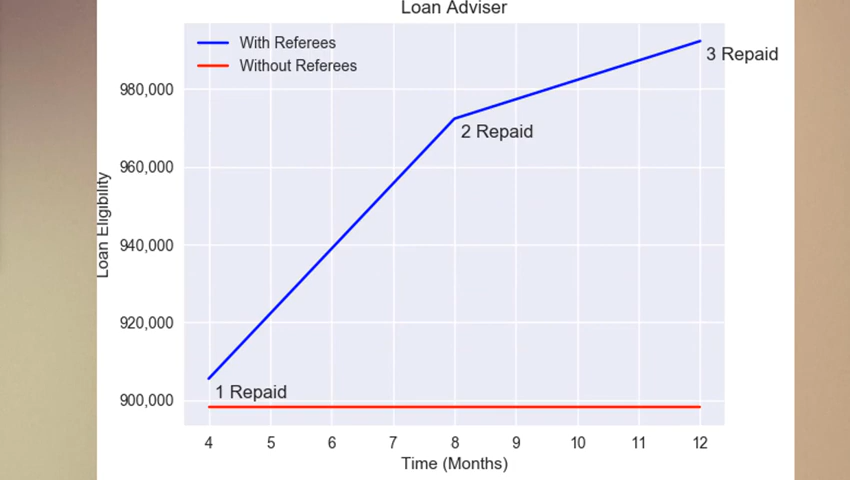 Loan Adviser
With Referees
Without Referees
3 Repaid
980,000
2 Repaid
960,000
Loan Eligibility
940,000
920,000
1 Repaid
900,000
4 5 6 7 8 9 10 11 12
Time (Months)